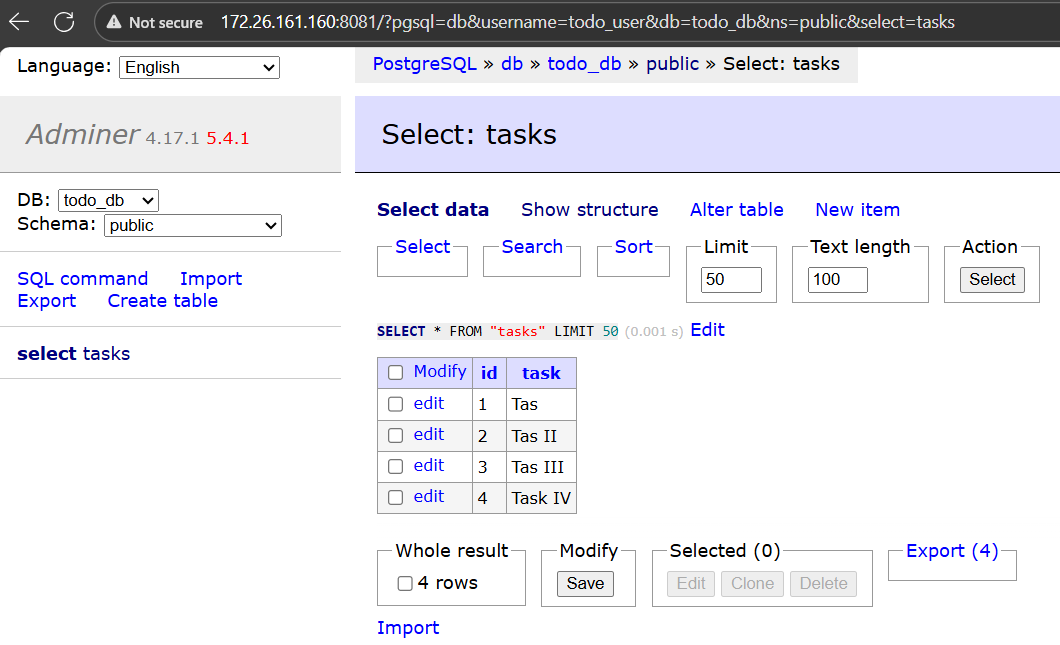 Not secure 172.26.161.160:8081/?pgsql=db&username=todo_user&db=todo_db&ns=public&select=tasks
Language: English
PostgreSQL » db » todo_db » public » Select: tasks
Adminer 4.17.1 5.4.1
Select: tasks
DB: todo_db
Schema: public
SQL command Import
Export Create table
select tasks
Select data Show structure Alter table New item
Select Search Sort Limit Text length Action
50 100 Select
SELECT * FROM "tasks" LIMIT 50 (0.001 s) Edit
Modify id task
edit 1 Tas
edit 2 Tas II
edit 3 Tas III
edit 4 Task IV
Whole result Modify Selected (0) Export (4)
4 rows Save Edit Clone Delete
Import